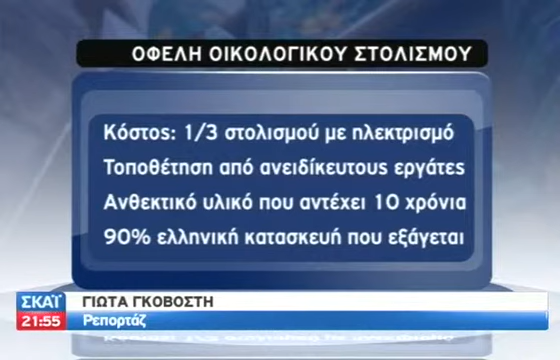 ΟΦΕΛΗ ΟΙΚΟΛΟΓΙΚΟΥ ΣΤΟΛΙΣΜΟΥ
Κόστος: 1/3 στολισμού με ηλεκτρισμό
Τοποθέτηση από ανειδίκευτους εργάτες
Ανθεκτικό υλικό που αντέχει 10 χρόνια
90% ελληνική κατασκευή που εξάγεται
ΣΚΑΪ ΓΙΩΤΑ ΓΚΟΒΟΣΤΗ
21:55 Ρεπορτάζ